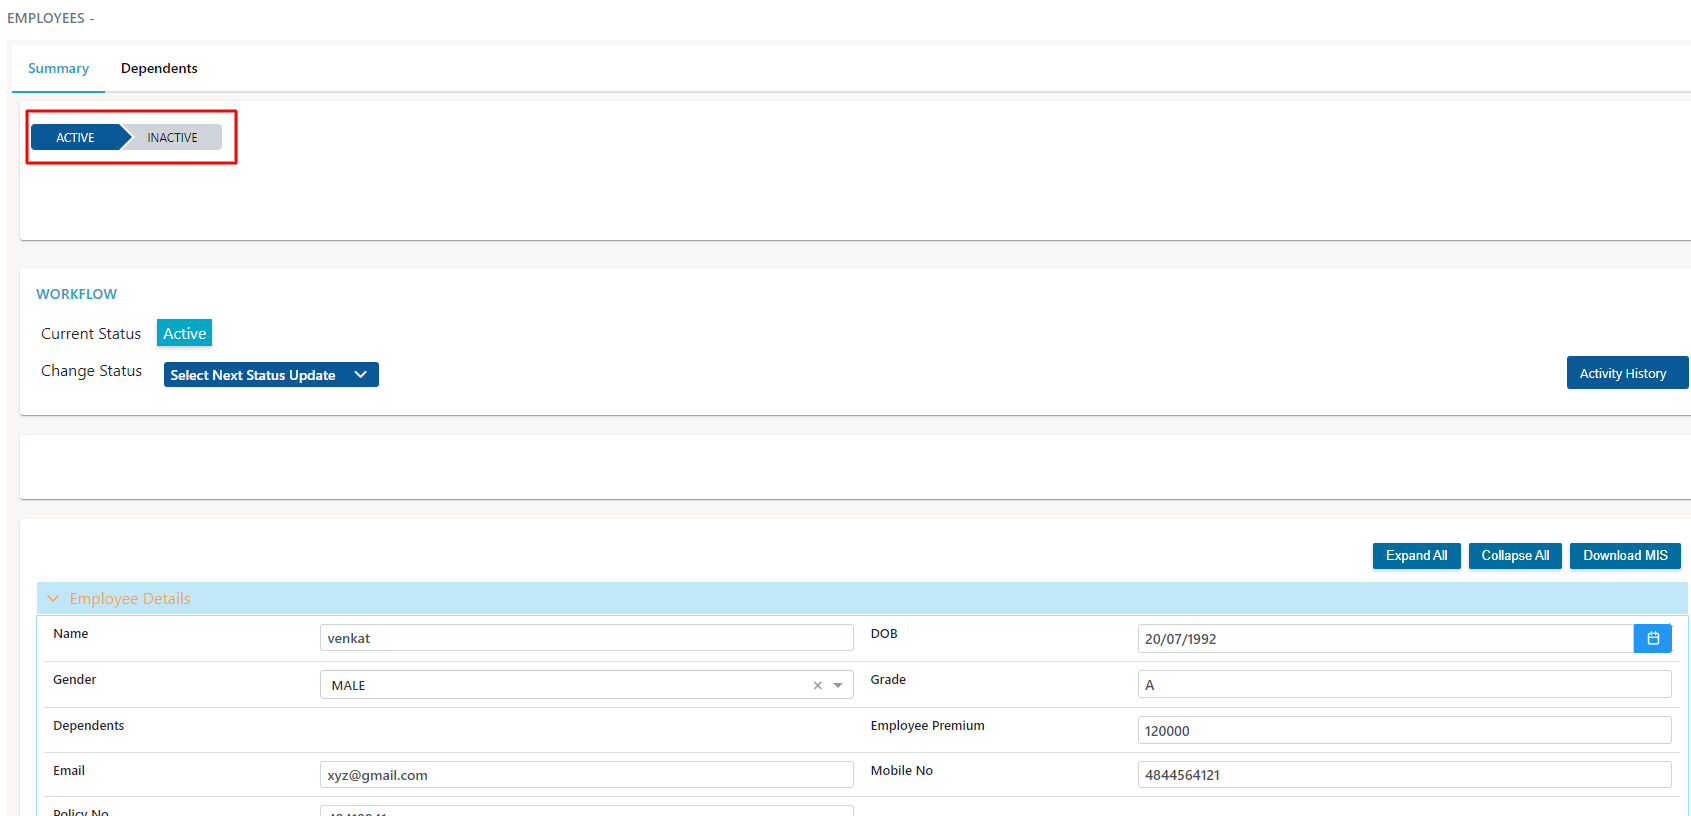 EMPLOYEES -
Summary Dependents
ACTIVE INACTIVE
WORKFLOW
Current Status Active
Change Status Select Next Status Update
Activity History
Expand All Collapse All Download MIS
Employee Details
Name venkat DOB 20/07/1992
Gender MALE Grade A
Dependents Employee Premium 120000
Email xyz@gmail.com Mobile No 4844564121
Policy No